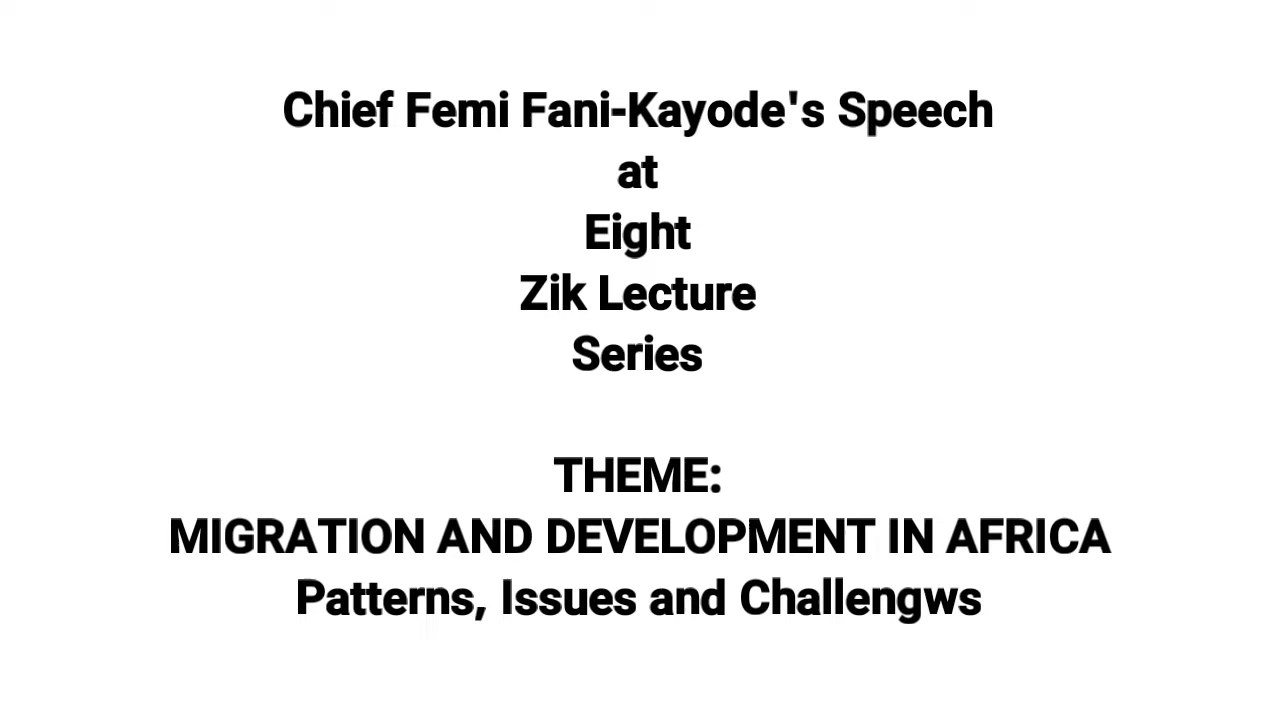 Chief Femi Fani-Kayode's Speech
at
Eight
Zik Lecture
Series
THEME:
MIGRATION AND DEVELOPMENT IN AFRICA
Patterns, Issues and Challengws